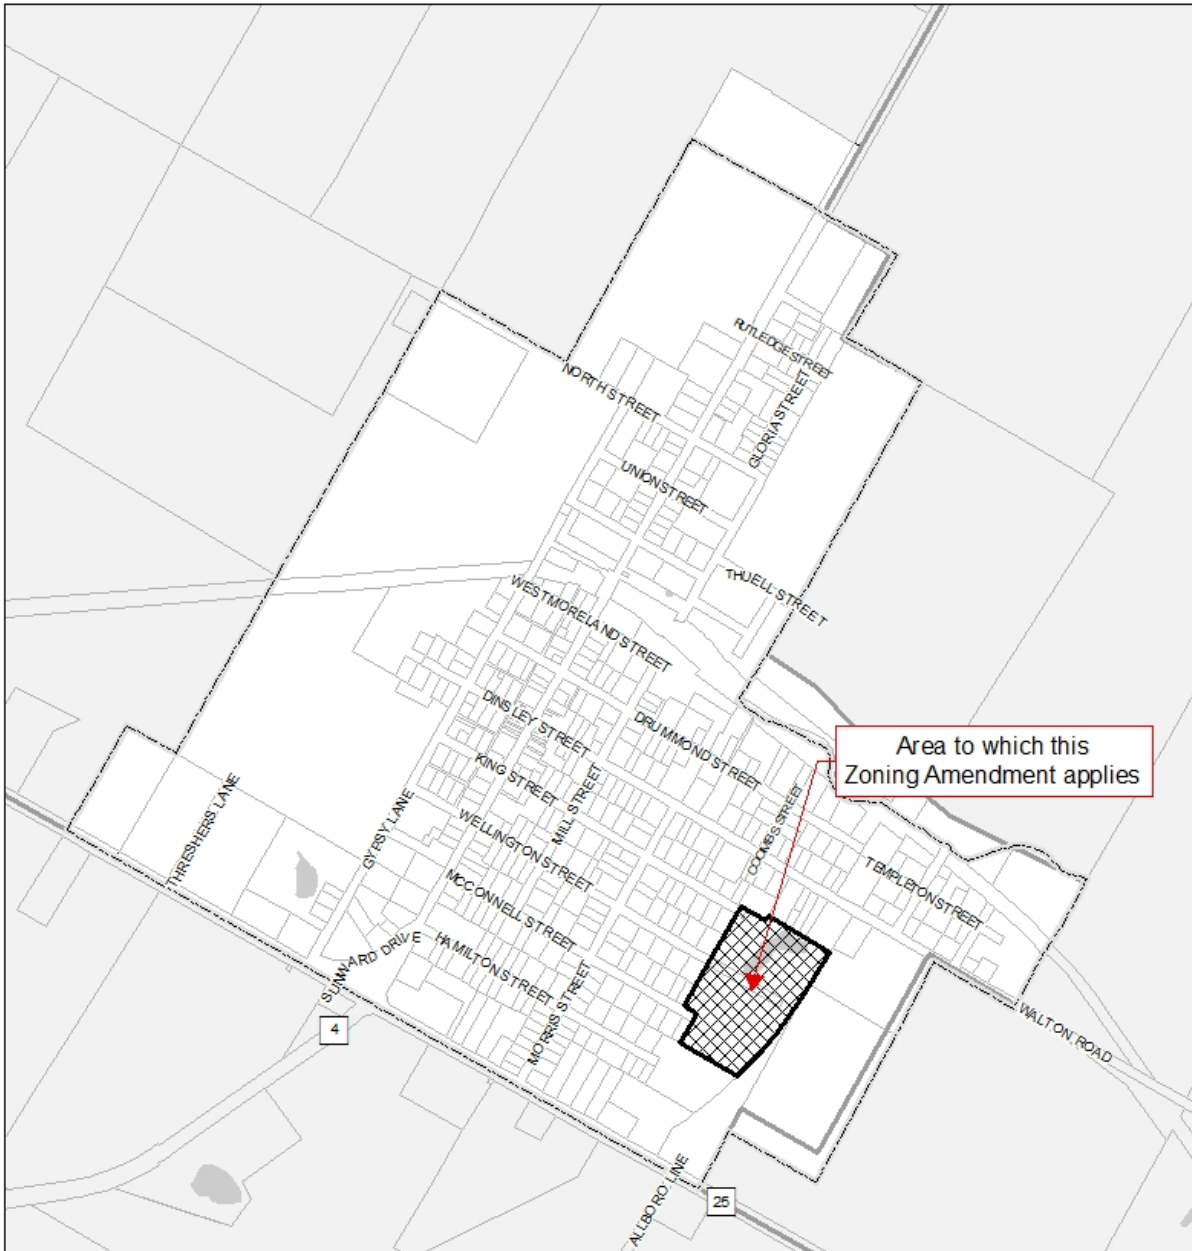 RUTLEDGE STREET
NORTH STREET
GLORIA STREET
UNION STREET
THUELL STREET
WESTMORELAND STREET
DINSLEY STREET
DRUMMOND STREET
Area to which this
Zoning Amendment applies
KING STREET
MILL STREET
THRESHERS LANE
GYPSY LANE
COOMBS STREET
WELLINGTON STREET
TEMPLETON STREET
MCCONNELL STREET
SUNWARD DRIVE
HAMILTON STREET
MORRIS STREET
WALTON ROAD
4
ALLBORO LINE
25